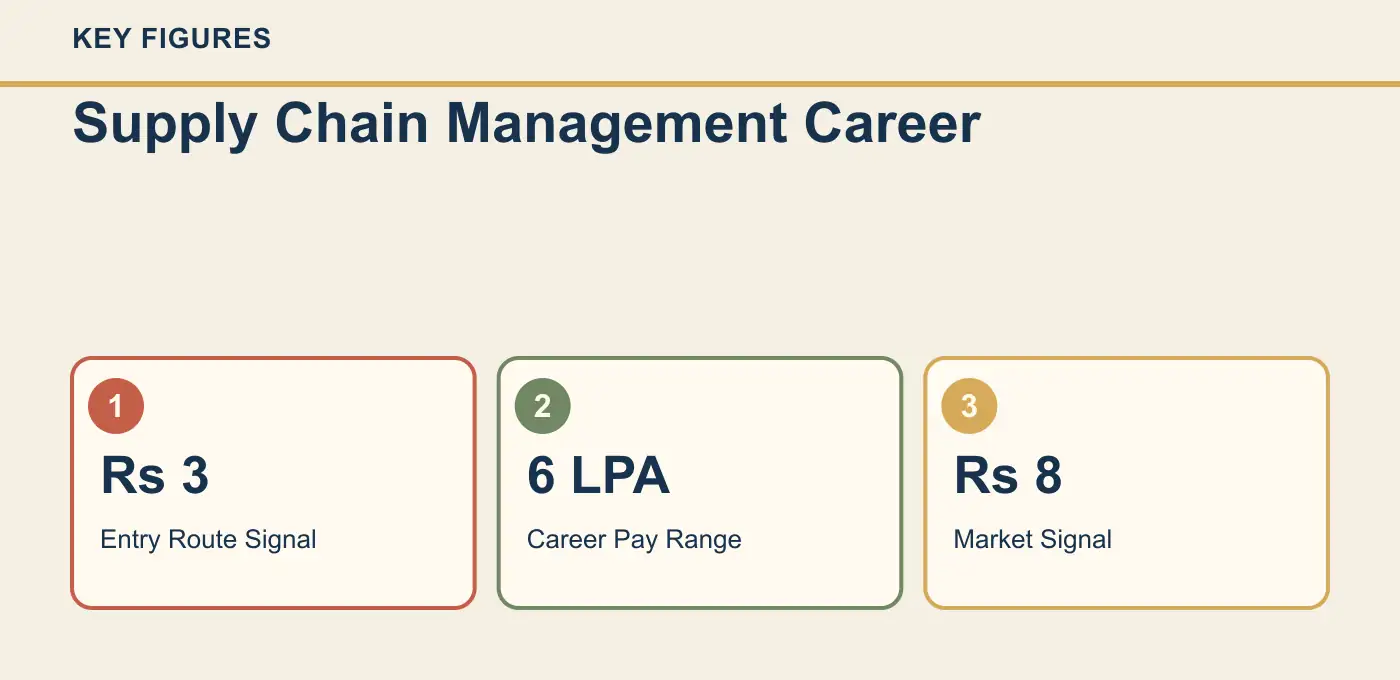 KEY FIGURES
Supply Chain Management Career
1
Rs 3
Entry Route Signal
2
6 LPA
Career Pay Range
3
Rs 8
Market Signal